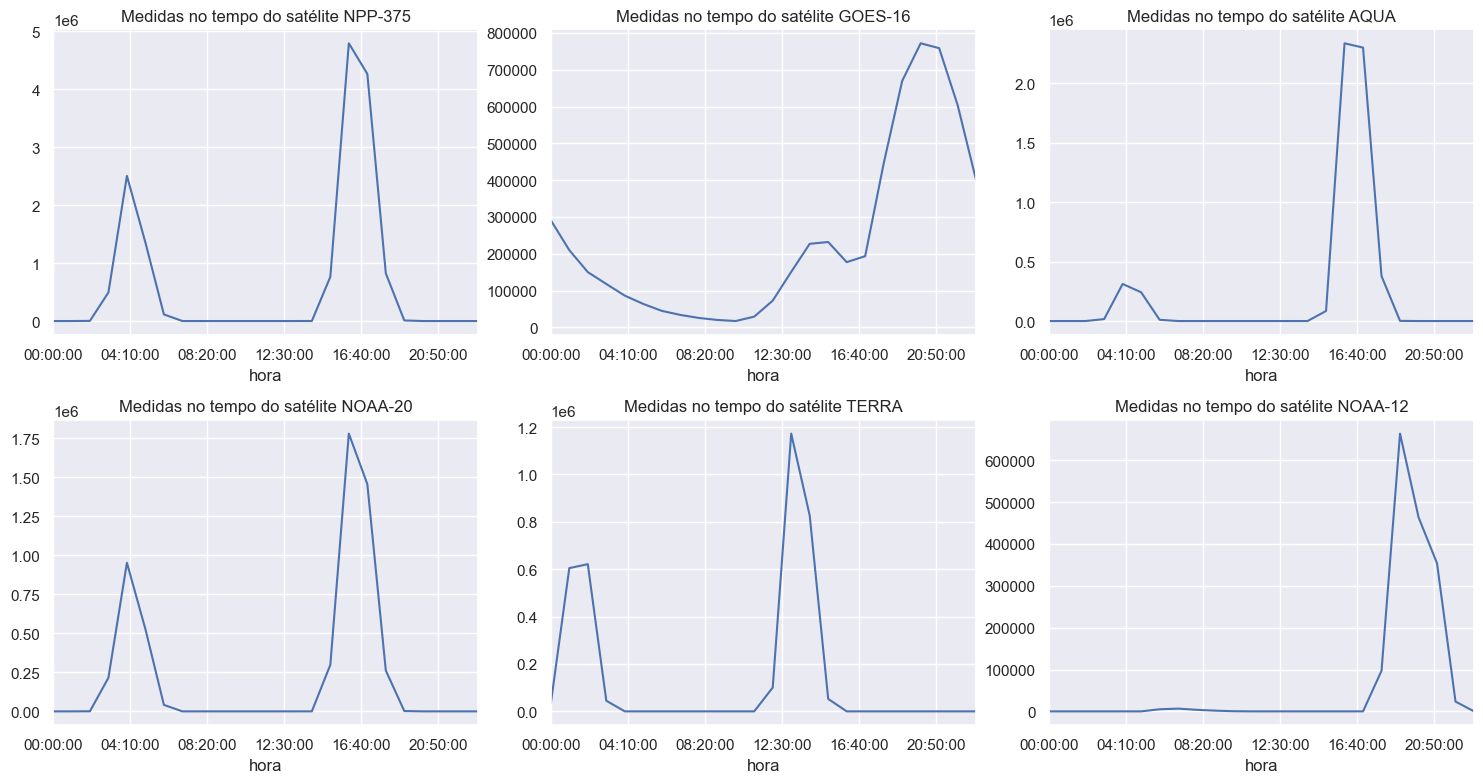 Medidas no tempo do satélite NPP-375
1e6
5
4
3
2
1
0
00:00:00 04:10:00 08:20:00 12:30:00 16:40:00 20:50:00
hora
Medidas no tempo do satélite GOES-16
800000
700000
600000
500000
400000
300000
200000
100000
0
00:00:00 04:10:00 08:20:00 12:30:00 16:40:00 20:50:00
hora
Medidas no tempo do satélite AQUA
1e6
2.0
1.5
1.0
0.5
0.0
00:00:00 04:10:00 08:20:00 12:30:00 16:40:00 20:50:00
hora
Medidas no tempo do satélite NOAA-20
1e6
1.75
1.50
1.25
1.00
0.75
0.50
0.25
0.00
00:00:00 04:10:00 08:20:00 12:30:00 16:40:00 20:50:00
hora
Medidas no tempo do satélite TERRA
1e6
1.2
1.0
0.8
0.6
0.4
0.2
0.0
00:00:00 04:10:00 08:20:00 12:30:00 16:40:00 20:50:00
hora
Medidas no tempo do satélite NOAA-12
600000
500000
400000
300000
200000
100000
0
00:00:00 04:10:00 08:20:00 12:30:00 16:40:00 20:50:00
hora